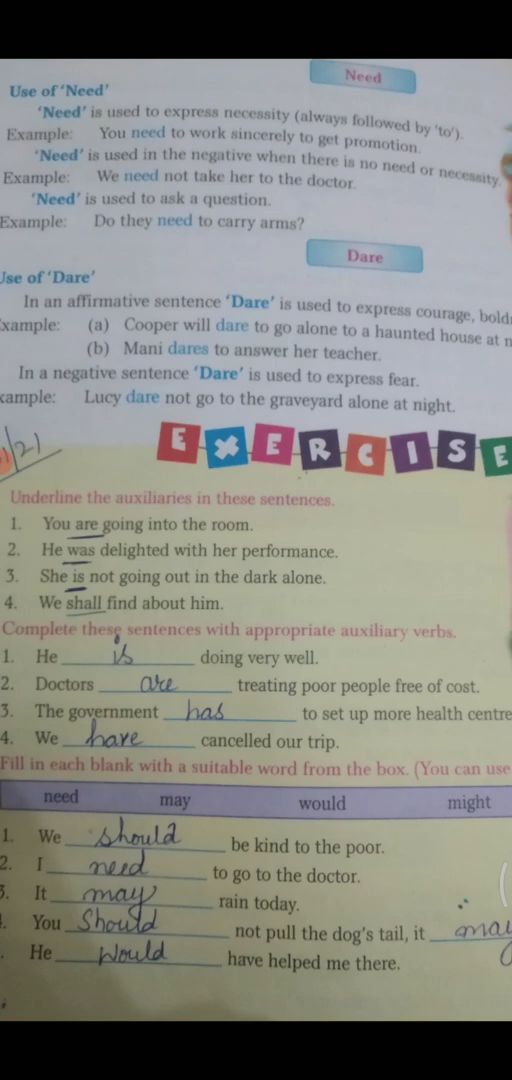 Need
Use of 'Need'
'Need' is used to express necessity (always followed by 'to').
Example: You need to work sincerely to get promotion.
'Need' is used in the negative when there is no need or necessity.
Example: We need not take her to the doctor.
'Need' is used to ask a question.
Example: Do they need to carry arms?
Dare
Use of 'Dare'
In an affirmative sentence 'Dare' is used to express courage,
xample: (a) Cooper will dare to go alone to a haunted house at
(b) Mani dares to answer her teacher.
In a negative sentence 'Dare' is used to express fear.
xample: Lucy dare not go to the graveyard alone at night.
/21
EXERCISE
Underline the auxiliaries in these sentences.
1. You are going into the room.
2. He was delighted with her performance.
3. She is not going out in the dark alone.
4. We shall find about him.
Complete these sentences with appropriate auxiliary verbs.
1. He is doing very well.
2. Doctors are treating poor people free of cost.
3. The government has to set up more health centre
4. We have cancelled our trip.
Fill in each blank with a suitable word from the box. (You can use
need may would might
1. We should be kind to the poor.
2. I need to go to the doctor.
3. It may rain today.
You Should not pull the dog's tail, it may
He Would have helped me there.